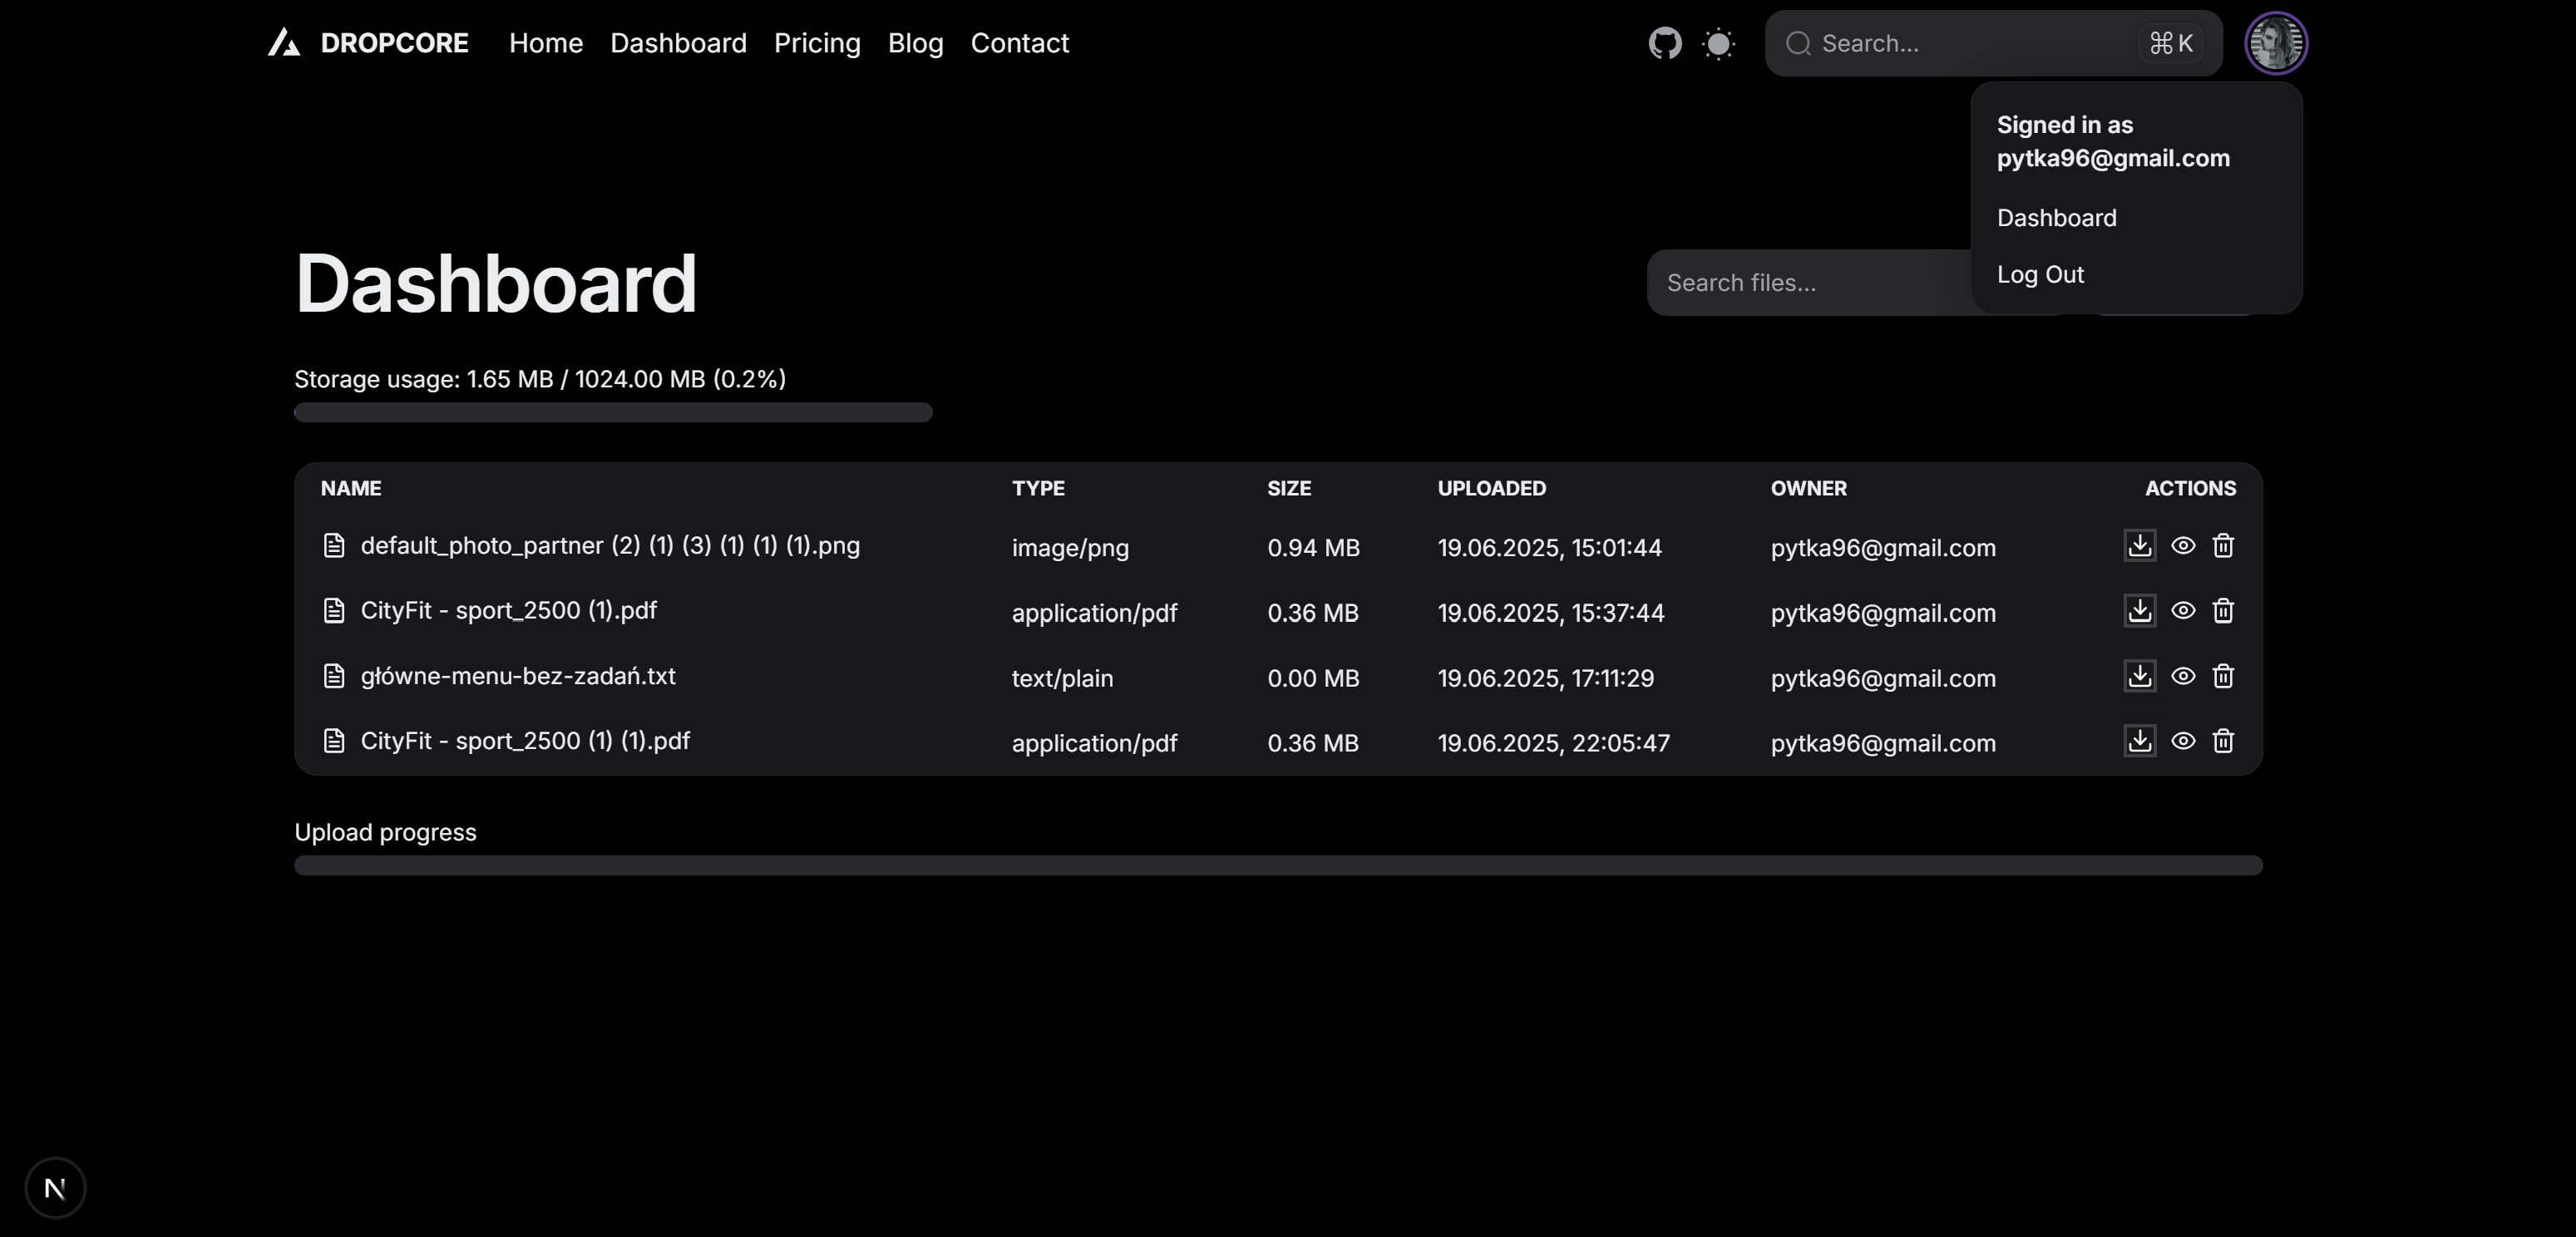 DROPCORE Home Dashboard Pricing Blog Contact Search... ⌘K
Signed in as
pytka96@gmail.com
Dashboard
Log Out
Dashboard Search files...
Storage usage: 1.65 MB / 1024.00 MB (0.2%)
NAME TYPE SIZE UPLOADED OWNER ACTIONS
default_photo_partner (2) (1) (3) (1) (1) (1).png image/png 0.94 MB 19.06.2025, 15:01:44 pytka96@gmail.com
CityFit - sport_2500 (1).pdf application/pdf 0.36 MB 19.06.2025, 15:37:44 pytka96@gmail.com
główne-menu-bez-zadań.txt text/plain 0.00 MB 19.06.2025, 17:11:29 pytka96@gmail.com
CityFit - sport_2500 (1) (1).pdf application/pdf 0.36 MB 19.06.2025, 22:05:47 pytka96@gmail.com
Upload progress
N